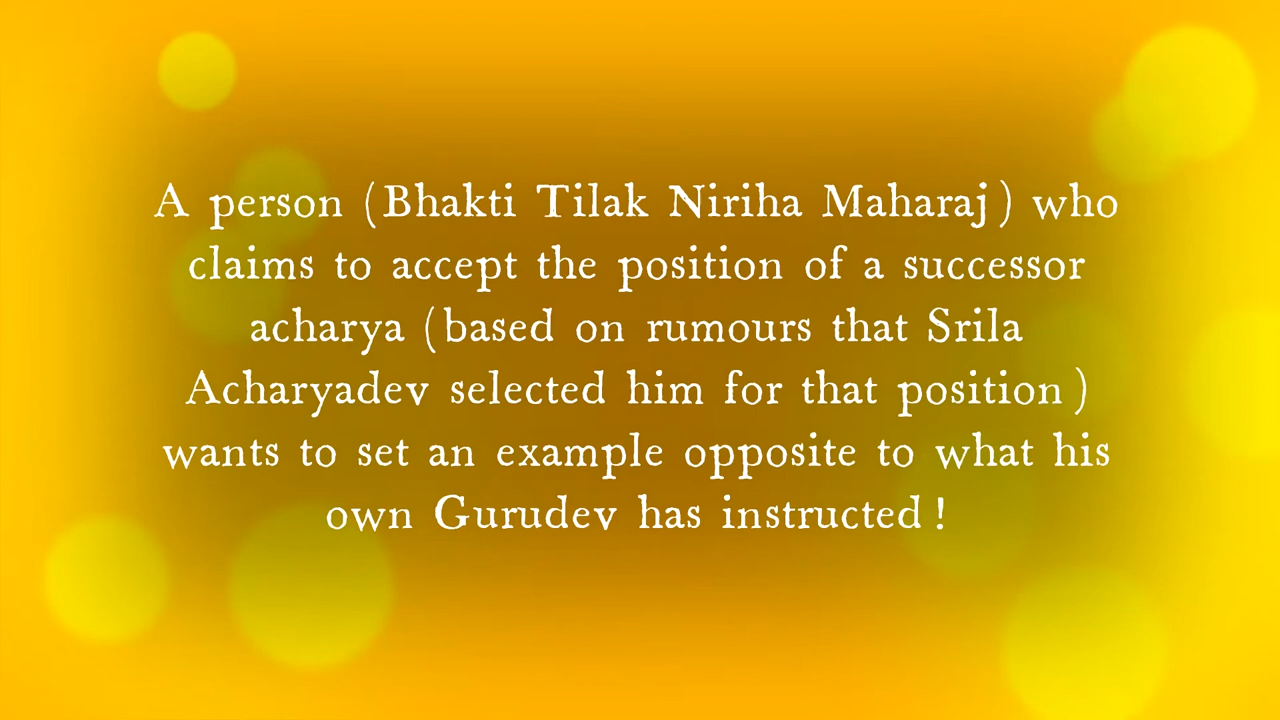 A person (Bhakti Tilak Niriha Maharaj) who
claims to accept the position of a successor
acharya (based on rumours that Srila
Acharyadev selected him for that position)
wants to set an example opposite to what his
own Gurudev has instructed!